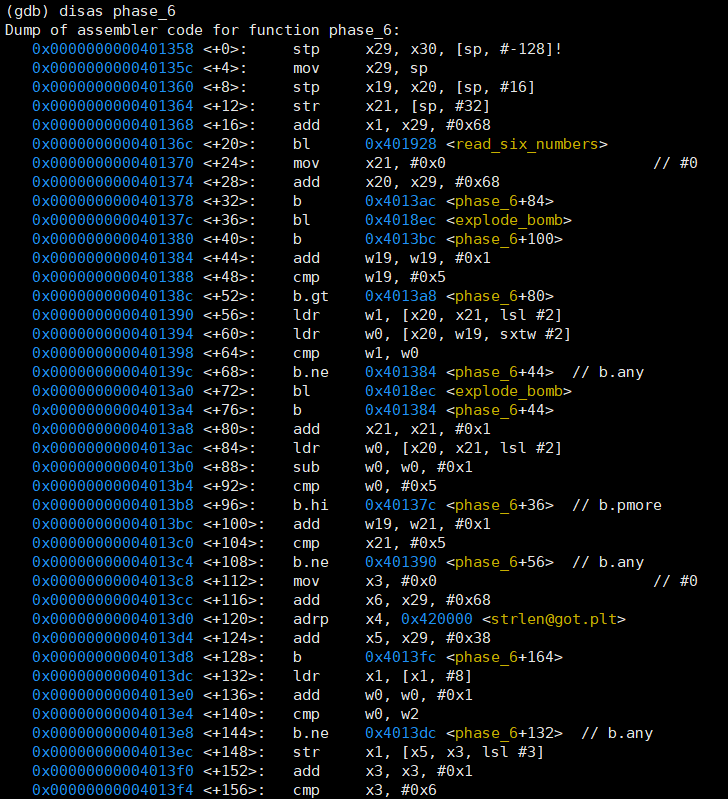 (gdb) disas phase_6
Dump of assembler code for function phase_6:
   0x0000000000401358 <+0>:     stp     x29, x30, [sp, #-128]!
   0x000000000040135c <+4>:     mov     x29, sp
   0x0000000000401360 <+8>:     stp     x19, x20, [sp, #16]
   0x0000000000401364 <+12>:    str     x21, [sp, #32]
   0x0000000000401368 <+16>:    add     x1, x29, #0x68
   0x000000000040136c <+20>:    bl      0x401928 <read_six_numbers>
   0x0000000000401370 <+24>:    mov     x21, #0x0                       // #0
   0x0000000000401374 <+28>:    add     x20, x29, #0x68
   0x0000000000401378 <+32>:    b       0x4013ac <phase_6+84>
   0x000000000040137c <+36>:    bl      0x4018ec <explode_bomb>
   0x0000000000401380 <+40>:    b       0x4013bc <phase_6+100>
   0x0000000000401384 <+44>:    add     w19, w19, #0x1
   0x0000000000401388 <+48>:    cmp     w19, #0x5
   0x000000000040138c <+52>:    b.gt    0x4013a8 <phase_6+80>
   0x0000000000401390 <+56>:    ldr     w1, [x20, x21, lsl #2]
   0x0000000000401394 <+60>:    ldr     w0, [x20, w19, sxtw #2]
   0x0000000000401398 <+64>:    cmp     w1, w0
   0x000000000040139c <+68>:    b.ne    0x401384 <phase_6+44>  // b.any
   0x00000000004013a0 <+72>:    bl      0x4018ec <explode_bomb>
   0x00000000004013a4 <+76>:    b       0x401384 <phase_6+44>
   0x00000000004013a8 <+80>:    add     x21, x21, #0x1
   0x00000000004013ac <+84>:    ldr     w0, [x20, x21, lsl #2]
   0x00000000004013b0 <+88>:    sub     w0, w0, #0x1
   0x00000000004013b4 <+92>:    cmp     w0, #0x5
   0x00000000004013b8 <+96>:    b.hi    0x40137c <phase_6+36>  // b.pmore
   0x00000000004013bc <+100>:   add     w19, w21, #0x1
   0x00000000004013c0 <+104>:   cmp     x21, #0x5
   0x00000000004013c4 <+108>:   b.ne    0x401390 <phase_6+56>  // b.any
   0x00000000004013c8 <+112>:   mov     x3, #0x0                        // #0
   0x00000000004013cc <+116>:   add     x6, x29, #0x68
   0x00000000004013d0 <+120>:   adrp    x4, 0x420000 <strlen@got.plt>
   0x00000000004013d4 <+124>:   add     x5, x29, #0x38
   0x00000000004013d8 <+128>:   b       0x4013fc <phase_6+164>
   0x00000000004013dc <+132>:   ldr     x1, [x1, #8]
   0x00000000004013e0 <+136>:   add     w0, w0, #0x1
   0x00000000004013e4 <+140>:   cmp     w0, w2
   0x00000000004013e8 <+144>:   b.ne    0x4013dc <phase_6+132>  // b.any
   0x00000000004013ec <+148>:   str     x1, [x5, x3, lsl #3]
   0x00000000004013f0 <+152>:   add     x3, x3, #0x1
   0x00000000004013f4 <+156>:   cmp     x3, #0x6